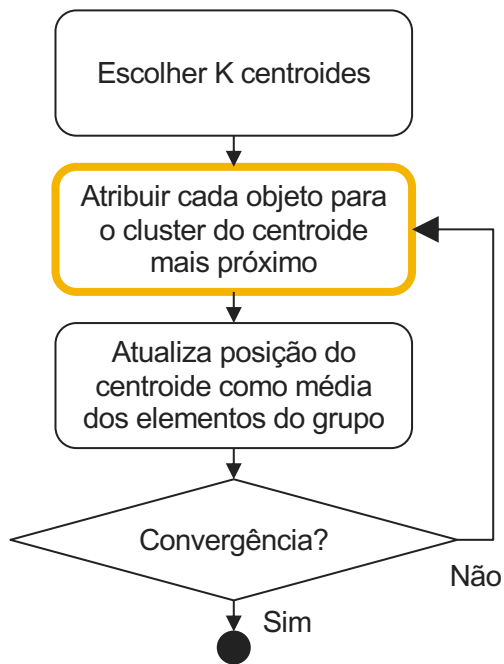 Escolher K centroides
Atribuir cada objeto para
o cluster do centroide
mais próximo
Atualiza posição do
centroide como média
dos elementos do grupo
Convergência?
Não
Sim